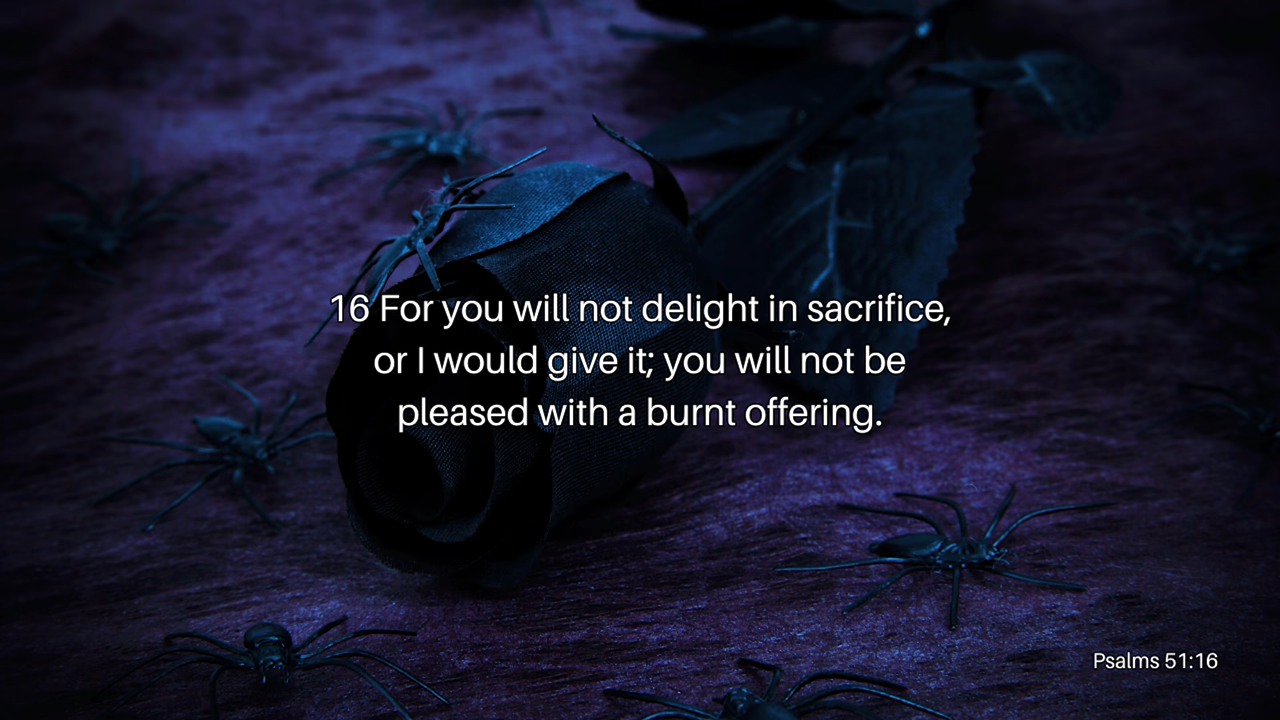 16 For you will not delight in sacrifice,
or I would give it; you will not be
pleased with a burnt offering.
Psalms 51:16